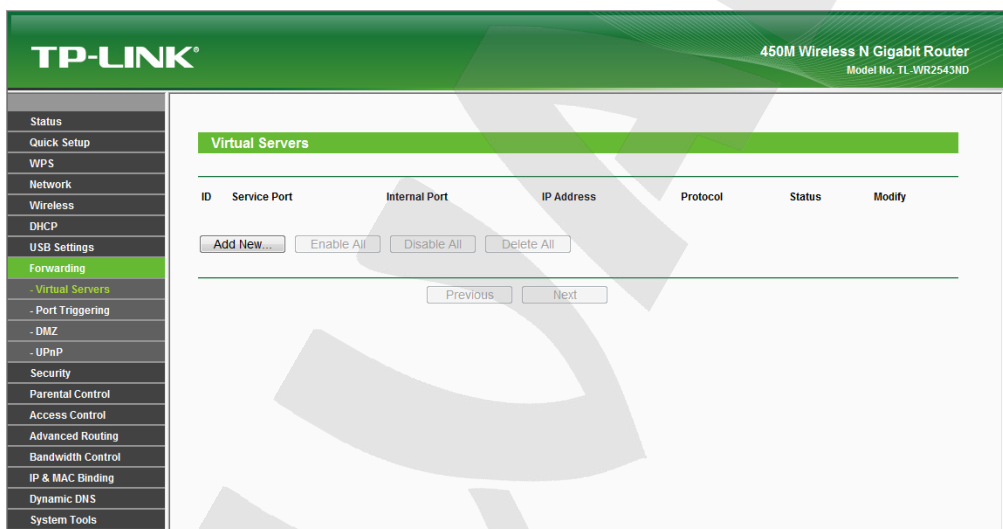 TP-LINK®
450M Wireless N Gigabit Router
Model No. TL-WR2543ND
Status
Quick Setup
WPS
Network
Wireless
DHCP
USB Settings
Forwarding
- Virtual Servers
- Port Triggering
- DMZ
- UPnP
Security
Parental Control
Access Control
Advanced Routing
Bandwidth Control
IP & MAC Binding
Dynamic DNS
System Tools
Virtual Servers
ID Service Port Internal Port IP Address Protocol Status Modify
Add New... Enable All Disable All Delete All
Previous Next